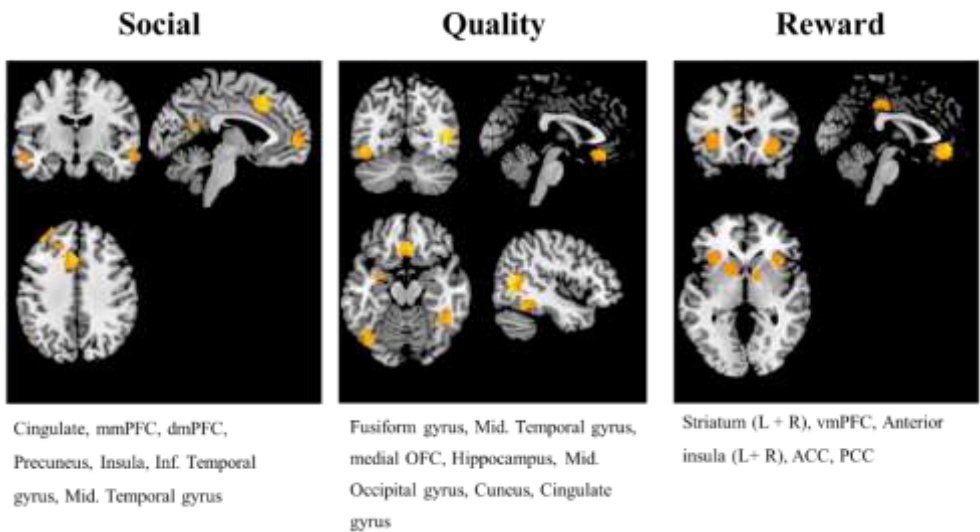 Social
Quality
Reward
Cingulate, mmPFC, dmPFC,
Precuneus, Insula, Inf. Temporal
gyrus, Mid. Temporal gyrus
Fusiform gyrus, Mid. Temporal gyrus,
medial OFC, Hippocampus, Mid.
Occipital gyrus, Cuneus, Cingulate
gyrus
Striatum (L + R), vmPFC, Anterior
insula (L+ R), ACC, PCC